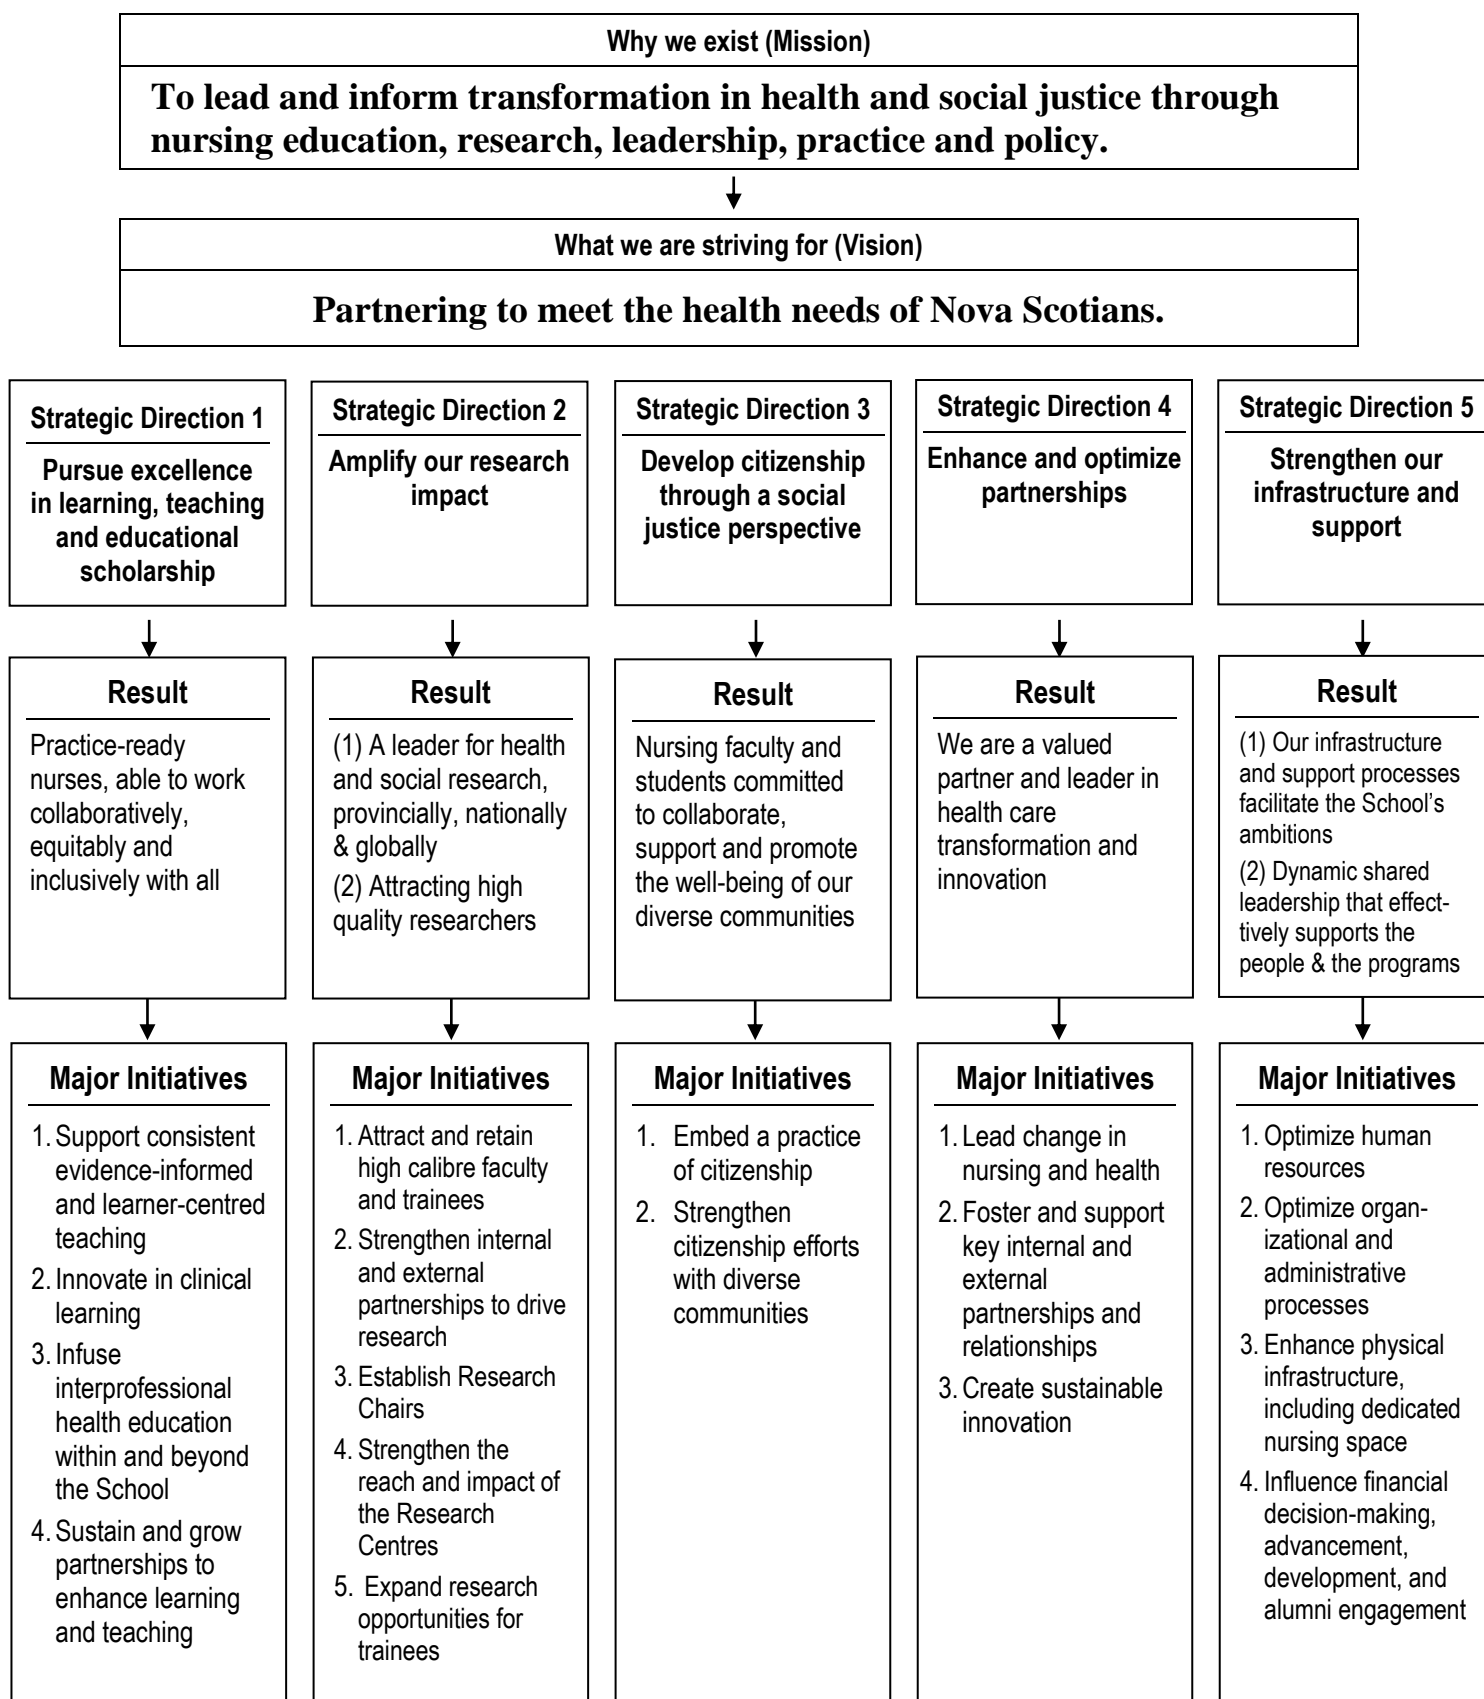 Why we exist (Mission)
To lead and inform transformation in health and social justice through
nursing education, research, leadership, practice and policy.
What we are striving for (Vision)
Partnering to meet the health needs of Nova Scotians.
Strategic Direction 1
Pursue excellence
in learning, teaching
and educational
scholarship
Strategic Direction 2
Amplify our research
impact
Strategic Direction 3
Develop citizenship
through a social
justice perspective
Strategic Direction 4
Enhance and optimize
partnerships
Strategic Direction 5
Strengthen our
infrastructure and
support
Result
Practice-ready
nurses, able to work
collaboratively,
equitably and
inclusively with all
Result
(1) A leader for health
and social research,
provincially, nationally
& globally
(2) Attracting high
quality researchers
Result
Nursing faculty and
students committed
to collaborate,
support and promote
the well-being of our
diverse communities
Result
We are a valued
partner and leader in
health care
transformation and
innovation
Result
(1) Our infrastructure
and support processes
facilitate the School’s
ambitions
(2) Dynamic shared
leadership that effect-
tively supports the
people & the programs
Major Initiatives
1. Support consistent
evidence-informed
and learner-centred
teaching
2. Innovate in clinical
learning
3. Infuse
interprofessional
health education
within and beyond
the School
4. Sustain and grow
partnerships to
enhance learning
and teaching
Major Initiatives
1. Attract and retain
high calibre faculty
and trainees
2. Strengthen internal
and external
partnerships to drive
research
3. Establish Research
Chairs
4. Strengthen the
reach and impact of
the Research
Centres
5. Expand research
opportunities for
trainees
Major Initiatives
1. Embed a practice
of citizenship
2. Strengthen
citizenship efforts
with diverse
communities
Major Initiatives
1. Lead change in
nursing and health
2. Foster and support
key internal and
external
partnerships and
relationships
3. Create sustainable
innovation
Major Initiatives
1. Optimize human
resources
2. Optimize organ-
izational and
administrative
processes
3. Enhance physical
infrastructure,
including dedicated
nursing space
4. Influence financial
decision-making,
advancement,
development, and
alumni engagement